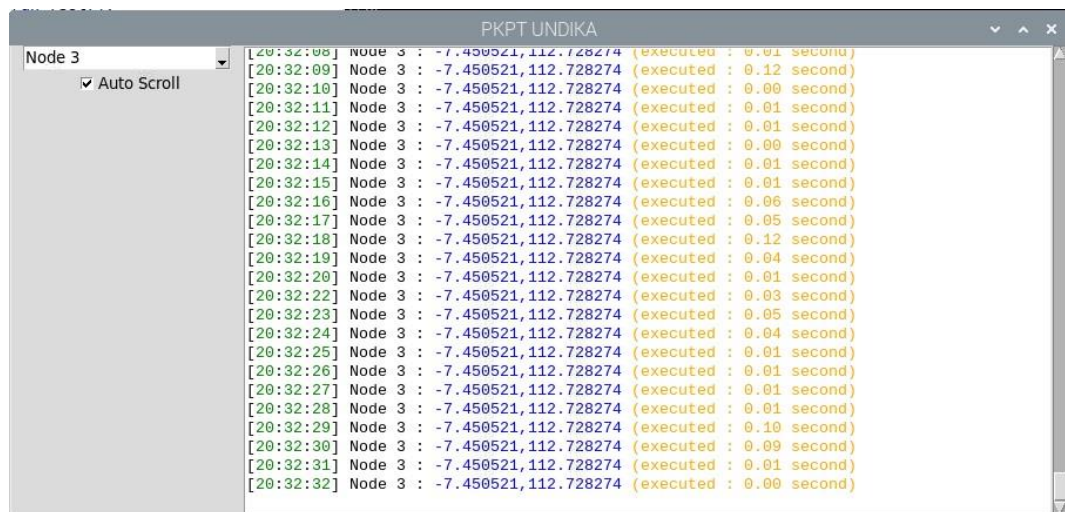 PKPT UNDIKA
Node 3
Auto Scroll
[20:32:08] Node 3 : -7.450521,112.728274 (executed : 0.01 second)
[20:32:09] Node 3 : -7.450521,112.728274 (executed : 0.12 second)
[20:32:10] Node 3 : -7.450521,112.728274 (executed : 0.00 second)
[20:32:11] Node 3 : -7.450521,112.728274 (executed : 0.01 second)
[20:32:12] Node 3 : -7.450521,112.728274 (executed : 0.01 second)
[20:32:13] Node 3 : -7.450521,112.728274 (executed : 0.00 second)
[20:32:14] Node 3 : -7.450521,112.728274 (executed : 0.01 second)
[20:32:15] Node 3 : -7.450521,112.728274 (executed : 0.01 second)
[20:32:16] Node 3 : -7.450521,112.728274 (executed : 0.06 second)
[20:32:17] Node 3 : -7.450521,112.728274 (executed : 0.05 second)
[20:32:18] Node 3 : -7.450521,112.728274 (executed : 0.12 second)
[20:32:19] Node 3 : -7.450521,112.728274 (executed : 0.04 second)
[20:32:20] Node 3 : -7.450521,112.728274 (executed : 0.01 second)
[20:32:22] Node 3 : -7.450521,112.728274 (executed : 0.03 second)
[20:32:23] Node 3 : -7.450521,112.728274 (executed : 0.05 second)
[20:32:24] Node 3 : -7.450521,112.728274 (executed : 0.04 second)
[20:32:25] Node 3 : -7.450521,112.728274 (executed : 0.01 second)
[20:32:26] Node 3 : -7.450521,112.728274 (executed : 0.01 second)
[20:32:27] Node 3 : -7.450521,112.728274 (executed : 0.01 second)
[20:32:28] Node 3 : -7.450521,112.728274 (executed : 0.01 second)
[20:32:29] Node 3 : -7.450521,112.728274 (executed : 0.10 second)
[20:32:30] Node 3 : -7.450521,112.728274 (executed : 0.09 second)
[20:32:31] Node 3 : -7.450521,112.728274 (executed : 0.01 second)
[20:32:32] Node 3 : -7.450521,112.728274 (executed : 0.00 second)